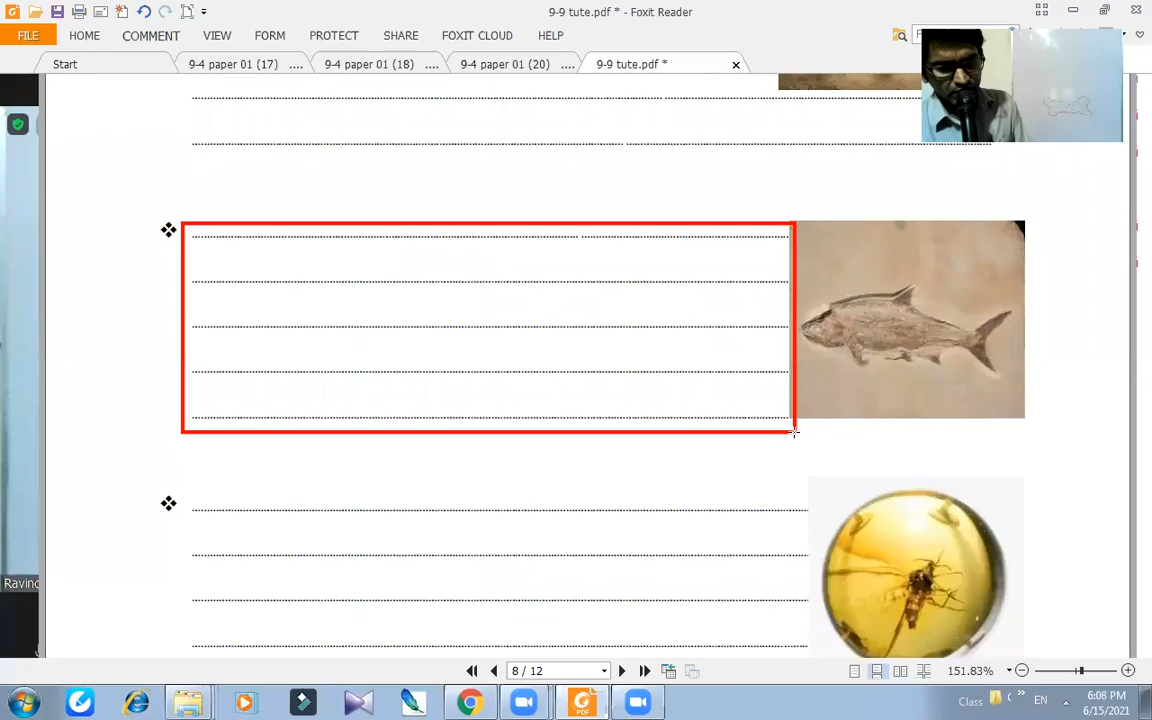 9-9 tute.pdf * - Foxit Reader
FILE HOME COMMENT VIEW FORM PROTECT SHARE FOXIT CLOUD HELP
Start 9-4 paper 01 (17) .... 9-4 paper 01 (18) .... 9-4 paper 01 (20) .... 9-9 tute.pdf *
Ravind
8 / 12
151.83%
Class
EN
6:08 PM
6/15/2021